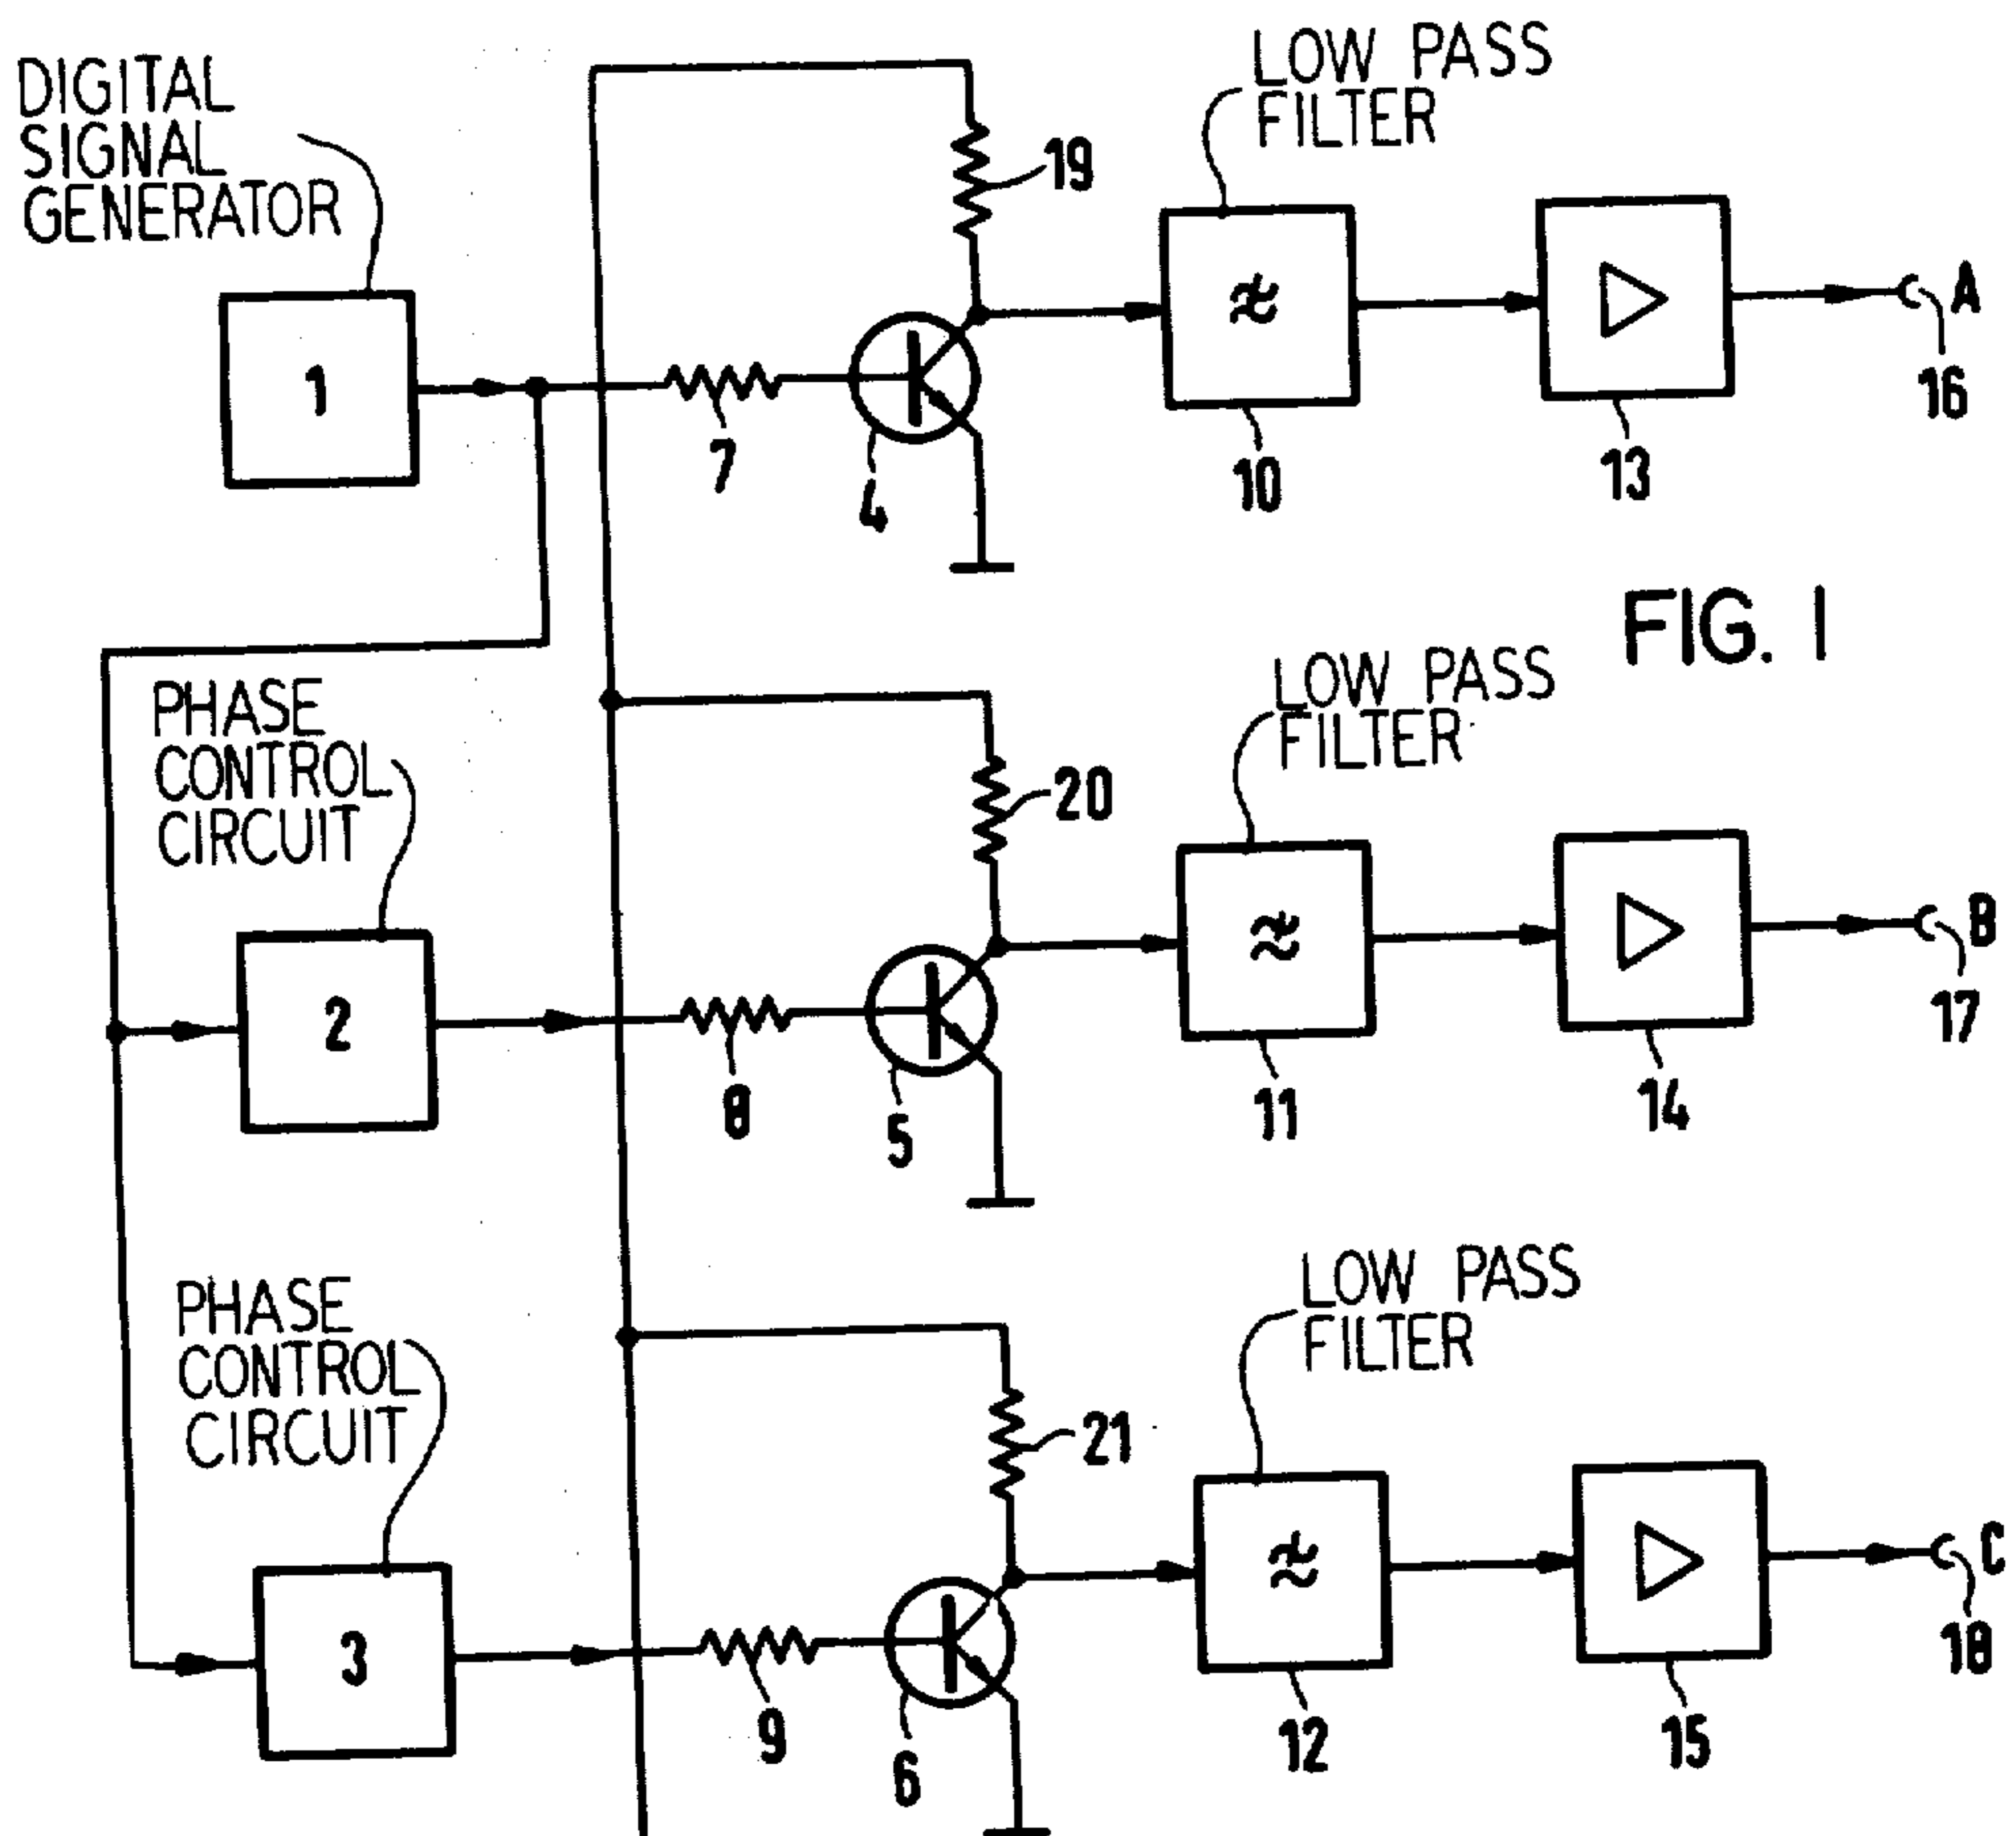 DIGITAL
SIGNAL
GENERATOR
LOW PASS
FILTER
19
1
7
4
10
13
A
16
FIG. 1
PHASE
CONTROL
CIRCUIT
LOW PASS
FILTER
20
2
8
5
11
14
B
17
PHASE
CONTROL
CIRCUIT
LOW PASS
FILTER
21
3
9
6
12
15
C
18